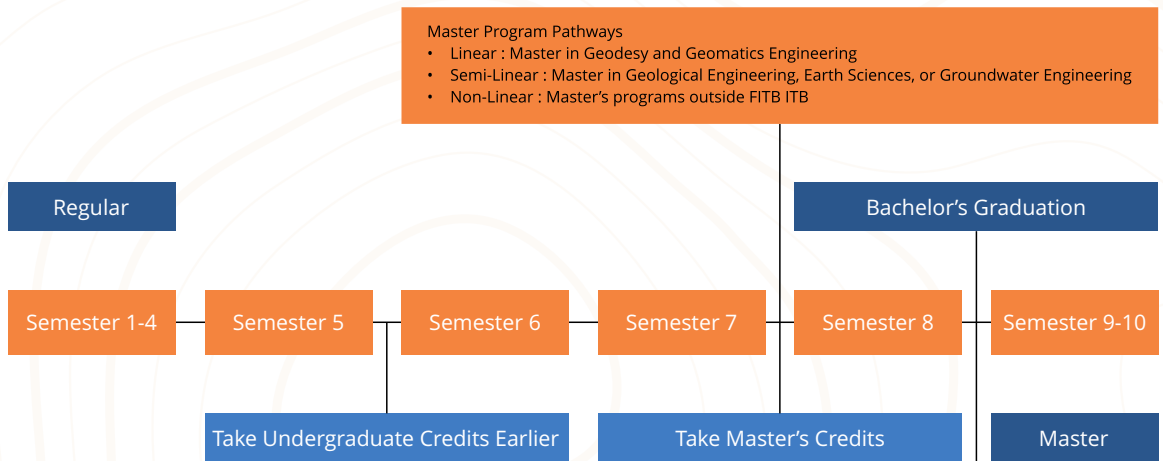 Master Program Pathways
• Linear : Master in Geodesy and Geomatics Engineering
• Semi-Linear : Master in Geological Engineering, Earth Sciences, or Groundwater Engineering
• Non-Linear : Master’s programs outside FITB ITB
Regular
Bachelor’s Graduation
Semester 1-4
Semester 5
Semester 6
Semester 7
Semester 8
Semester 9-10
Take Undergraduate Credits Earlier
Take Master’s Credits
Master